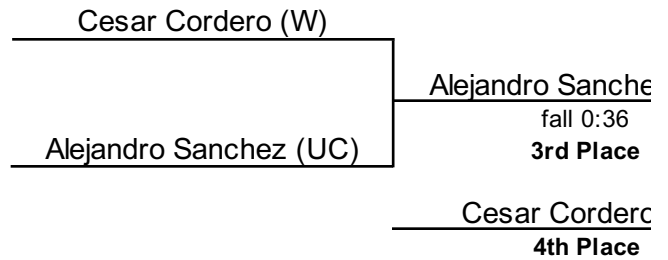 Cesar Cordero (W)
Alejandro Sanche
fall 0:36
Alejandro Sanchez (UC)
3rd Place
Cesar Cordero
4th Place